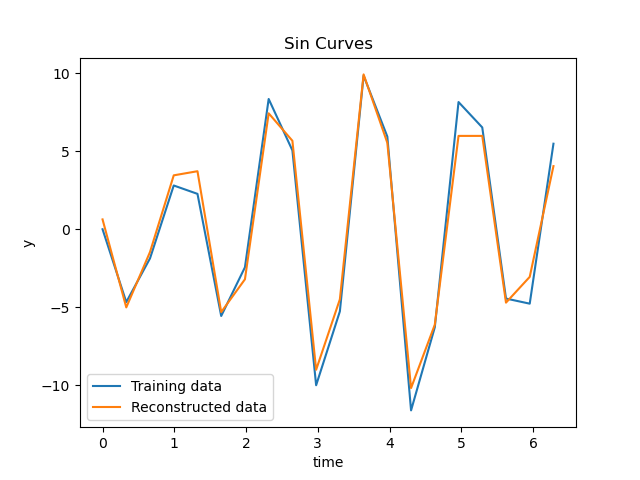 Sin Curves
10
5
0
−5
−10
y
Training data
Reconstructed data
0 1 2 3 4 5 6
time